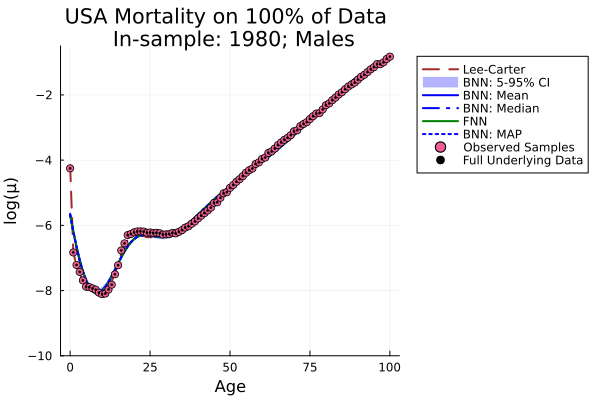 USA Mortality on 100% of Data
In-sample: 1980; Males
log(μ)
−2
−4
−6
−8
−10
0
25
50
75
100
Age
Lee-Carter
BNN: 5-95% CI
BNN: Mean
BNN: Median
FNN
BNN: MAP
Observed Samples
Full Underlying Data